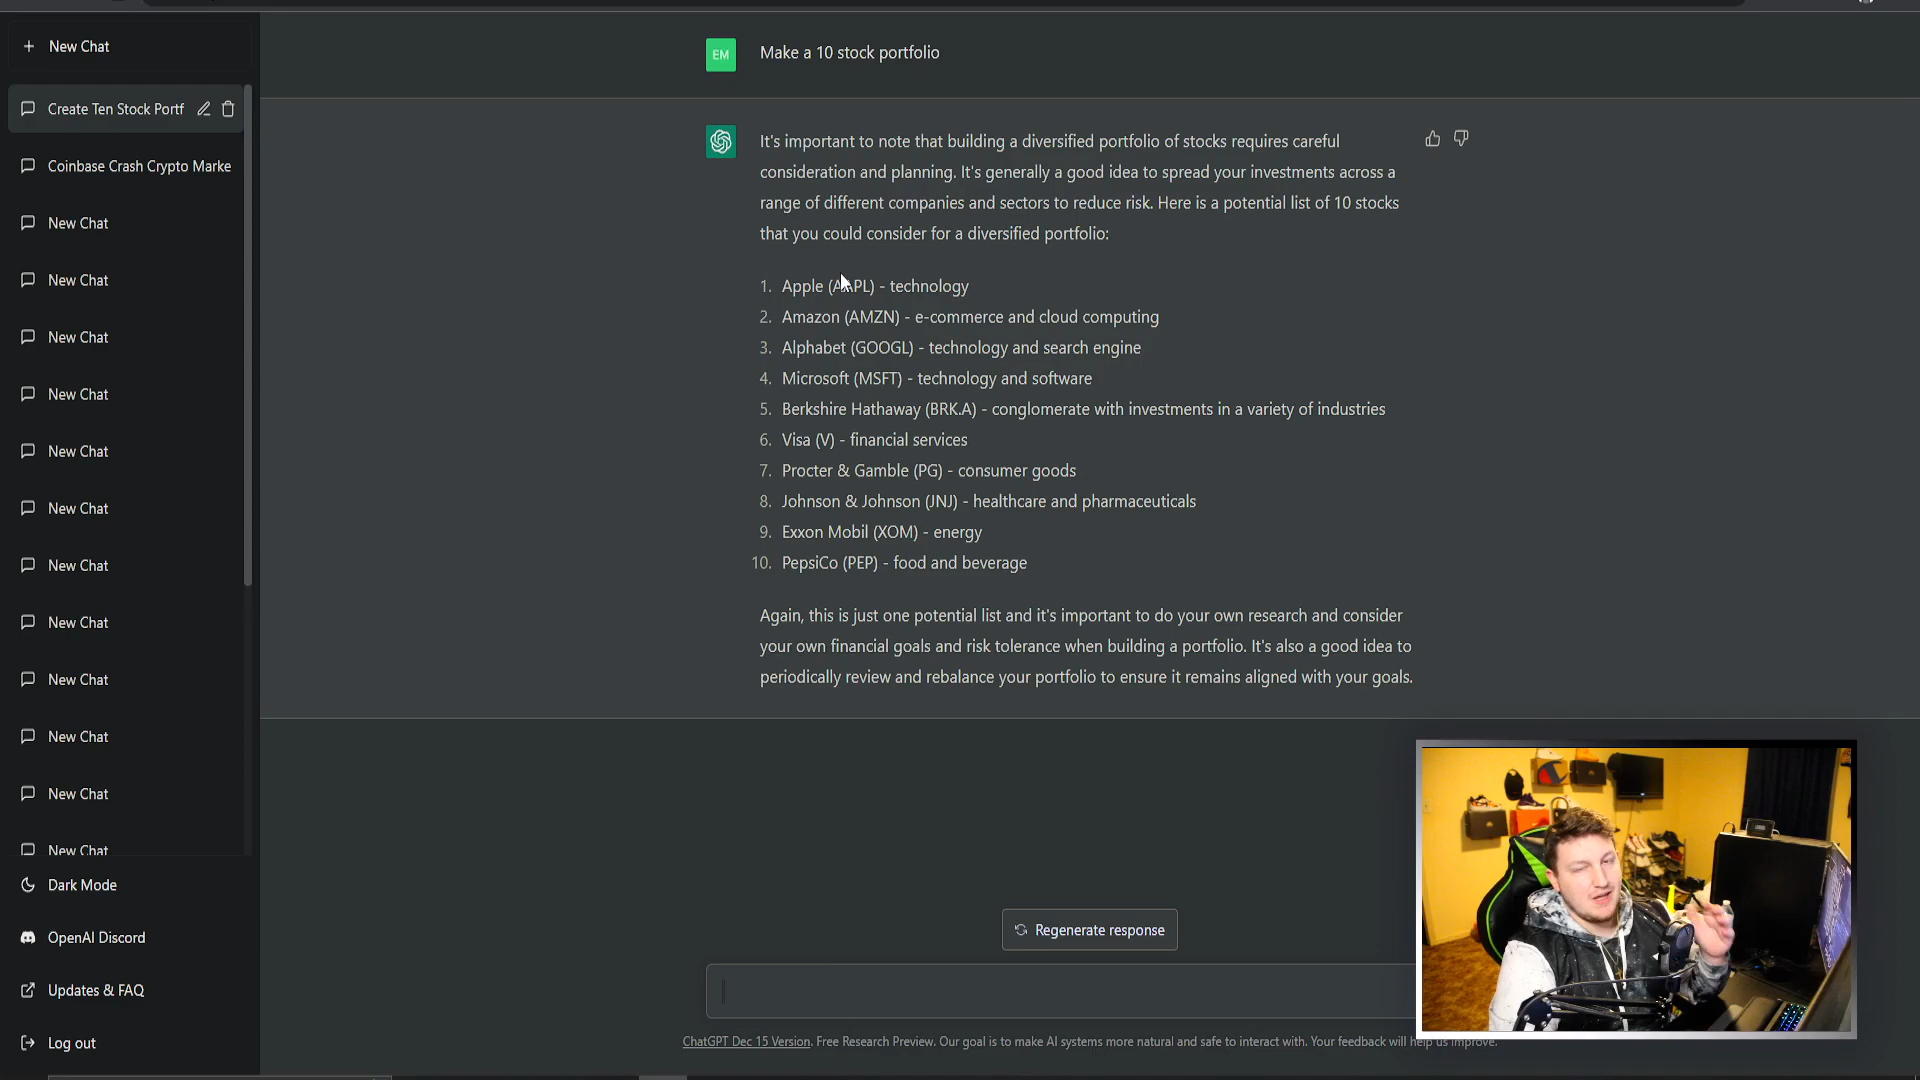 New Chat
Create Ten Stock Portf
Coinbase Crash Crypto Marke
New Chat
New Chat
New Chat
New Chat
New Chat
New Chat
New Chat
New Chat
New Chat
New Chat
New Chat
New Chat
Dark Mode
OpenAI Discord
Updates & FAQ
Log out
EM
Make a 10 stock portfolio
It's important to note that building a diversified portfolio of stocks requires careful
consideration and planning. It's generally a good idea to spread your investments across a
range of different companies and sectors to reduce risk. Here is a potential list of 10 stocks
that you could consider for a diversified portfolio:
1. Apple (AAPL) - technology
2. Amazon (AMZN) - e-commerce and cloud computing
3. Alphabet (GOOGL) - technology and search engine
4. Microsoft (MSFT) - technology and software
5. Berkshire Hathaway (BRK.A) - conglomerate with investments in a variety of industries
6. Visa (V) - financial services
7. Procter & Gamble (PG) - consumer goods
8. Johnson & Johnson (JNJ) - healthcare and pharmaceuticals
9. Exxon Mobil (XOM) - energy
10. PepsiCo (PEP) - food and beverage
Again, this is just one potential list and it's important to do your own research and consider
your own financial goals and risk tolerance when building a portfolio. It's also a good idea to
periodically review and rebalance your portfolio to ensure it remains aligned with your goals.
Regenerate response
ChatGPT Dec 15 Version. Free Research Preview. Our goal is to make AI systems more natural and safe to interact with. Your feedback will help us improve.